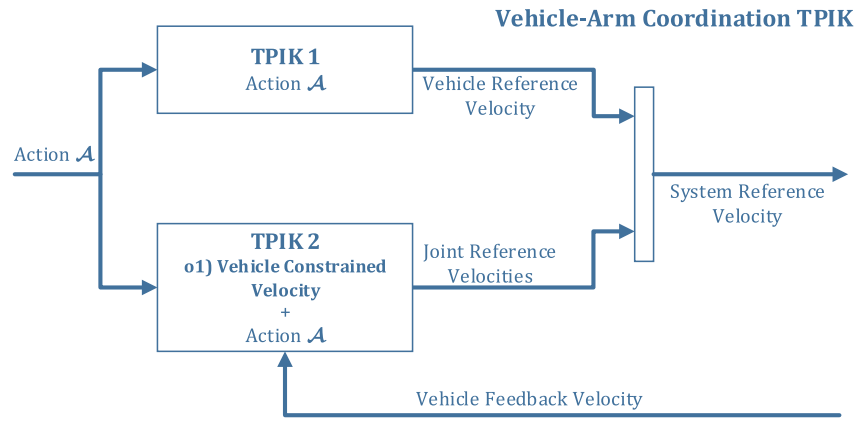 Vehicle-Arm Coordination TPIK
TPIK 1
Action 𝓐
Vehicle Reference
Velocity
Action 𝓐
System Reference
Velocity
TPIK 2
o1) Vehicle Constrained
Velocity
+
Action 𝓐
Joint Reference
Velocities
Vehicle Feedback Velocity